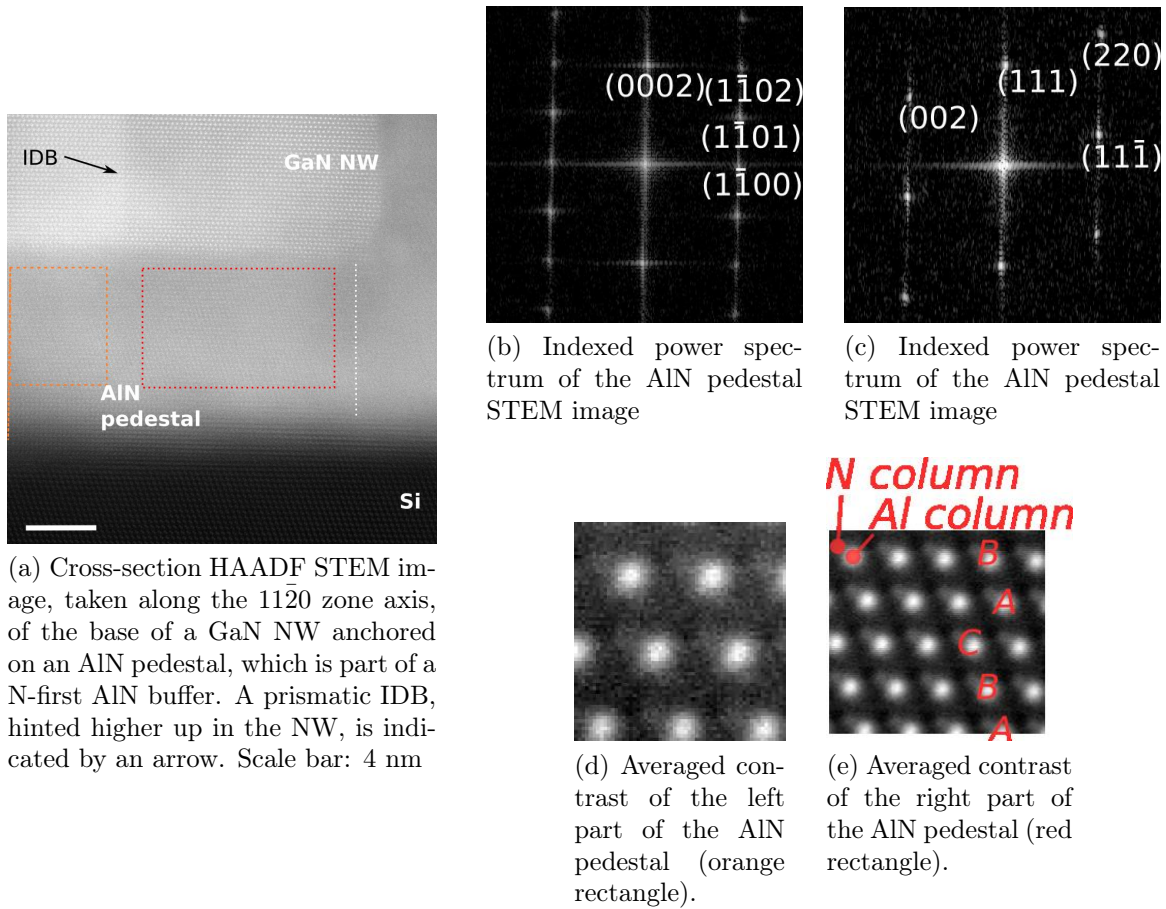 IDB
GaN NW
AlN
pedestal
Si
(a) Cross-section HAADF STEM im-
age, taken along the 112̄0 zone axis,
of the base of a GaN NW anchored
on an AlN pedestal, which is part of a
N-first AlN buffer. A prismatic IDB,
hinted higher up in the NW, is indi-
cated by an arrow. Scale bar: 4 nm
(0002)
(11̄02)
(11̄01)
(11̄00)
(b) Indexed power spec-
trum of the AlN pedestal
STEM image
(220)
(111)
(002)
(111̄)
(c) Indexed power spec-
trum of the AlN pedestal
STEM image
(d) Averaged con-
trast of the left
part of the AlN
pedestal (orange
rectangle).
N column
Al column
B
A
C
B
A
(e) Averaged contrast
of the right part of
the AlN pedestal (red
rectangle).